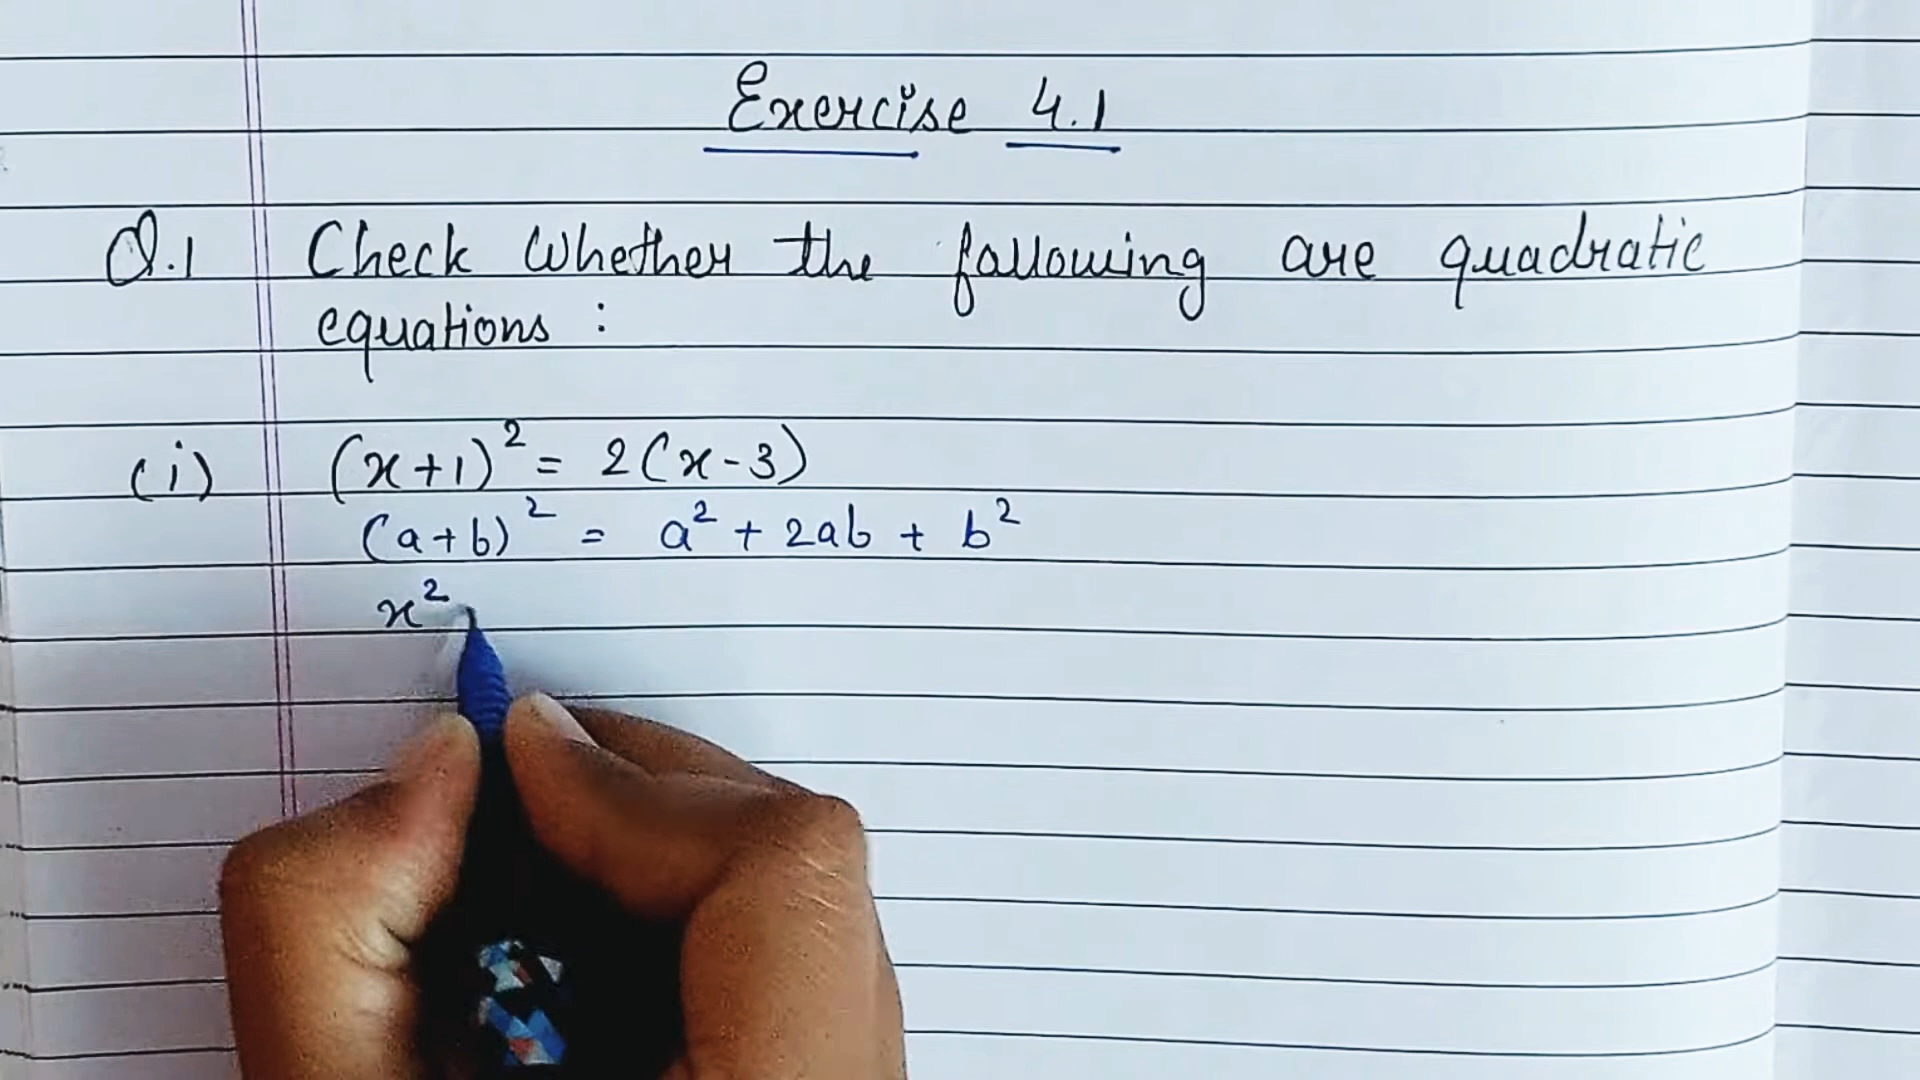 Exercise 4.1
Q.1 Check whether the following are quadratic
equations :
(i) (x+1)² = 2(x-3)
(a+b)² = a² + 2ab + b²
x²